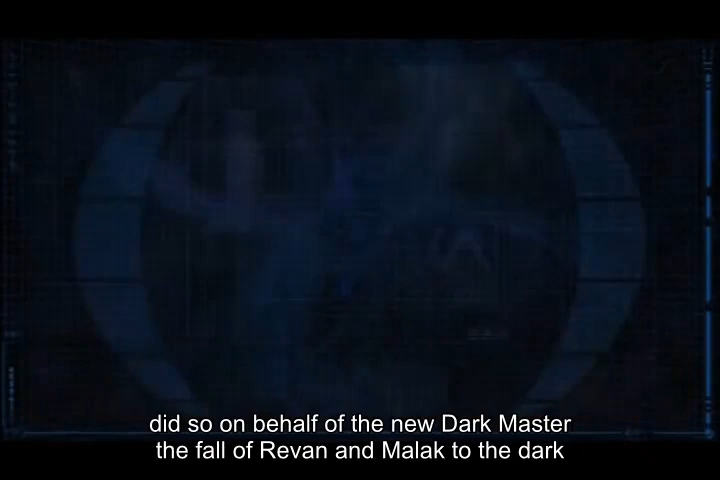 did so on behalf of the new Dark Master
the fall of Revan and Malak to the dark